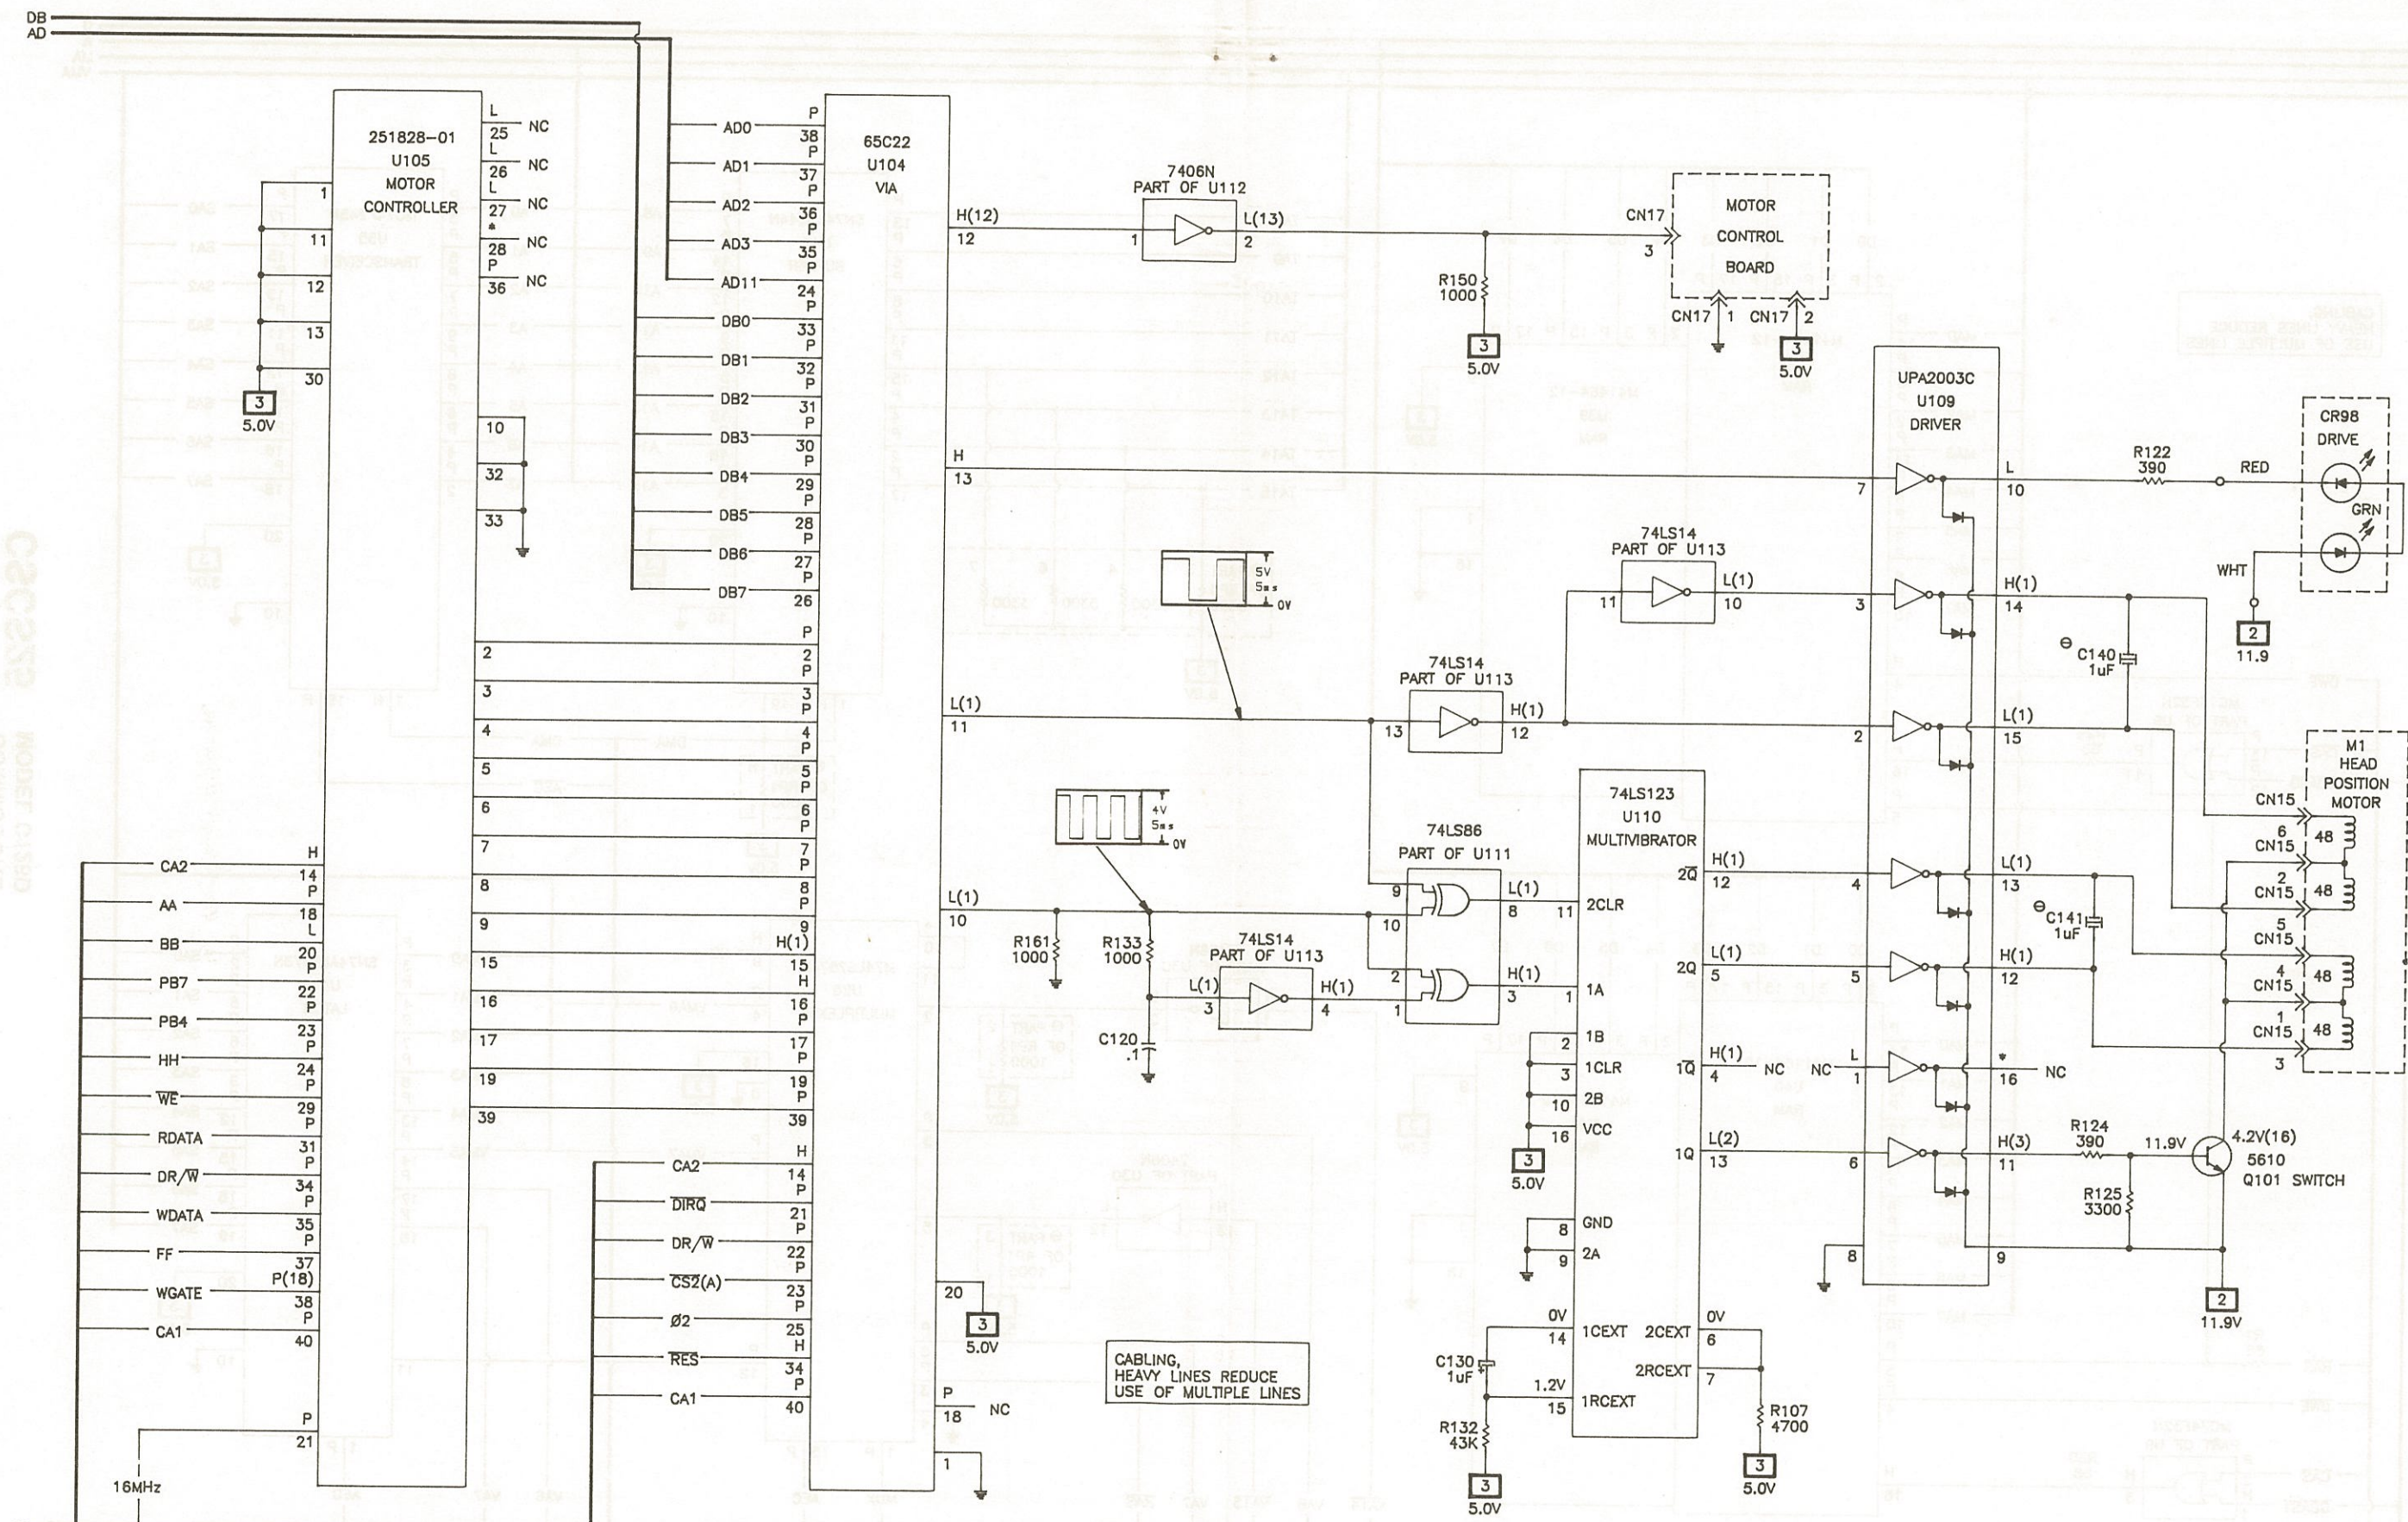 DB
AD
251828-01
U105
MOTOR
CONTROLLER
1
11
12
13
30
3
5.0V
L
25
NC
L
26
NC
L
27
NC
*
28
NC
P
36
NC
10
32
33
2
3
4
5
6
7
8
9
15
16
17
19
39
CA2
H
14
AA
P
18
BB
L
20
PB7
P
22
PB4
P
23
HH
P
24
WE
P
29
RDATA
P
31
DR/W
P
34
WDATA
P
35
FF
P
37
WGATE
P(18)
38
CA1
P
40
P
21
16MHz
65C22
U104
VIA
AD0
P
38
AD1
P
37
AD2
P
36
AD3
P
35
AD11
P
24
DB0
P
33
DB1
P
32
DB2
P
31
DB3
P
30
DB4
P
29
DB5
P
28
DB6
P
27
DB7
P
26
P
2
P
3
P
4
P
5
P
6
P
7
P
8
P
9
H(1)
15
H
16
P
17
P
19
P
39
CA2
H
14
DIRQ
P
21
DR/W
P
22
CS2(A)
P
23
Ø2
P
25
RES
H
34
CA1
P
40
H(12)
12
H
13
L(1)
11
L(1)
10
20
3
5.0V
P
18
NC
1
7406N
PART OF U112
1
L(13)
2
R150
1000
3
5.0V
CN17
3
MOTOR
CONTROL
BOARD
CN17 1
CN17 2
3
5.0V
5V
5ms
0V
4V
5ms
0V
74LS14
PART OF U113
11
L(1)
10
74LS14
PART OF U113
13
H(1)
12
R161
1000
R133
1000
C120
.1
74LS14
PART OF U113
L(1)
3
H(1)
4
74LS86
PART OF U111
9
10
L(1)
8
2
1
H(1)
3
74LS123
U110
MULTIVIBRATOR
11
2CLR
1
1A
2
1B
3
1CLR
10
2B
16
VCC
3
5.0V
8
GND
9
2A
0V
14
1CEXT
1.2V
15
1RCEXT
C130
1uF
R132
43K
3
5.0V
2Q
H(1)
12
2Q
L(1)
5
1Q
H(1)
4
NC
1Q
L(2)
13
2CEXT
0V
6
2RCEXT
7
R107
4700
3
5.0V
UPA2003C
U109
DRIVER
7
L
10
3
H(1)
14
2
L(1)
15
4
L(1)
13
5
H(1)
12
NC
L
1
*
16
NC
6
H(3)
11
8
9
R122
390
RED
CR98
DRIVE
GRN
WHT
2
11.9
⊖ C140
1uF
⊖ C141
1uF
M1
HEAD
POSITION
MOTOR
CN15
6
48
CN15
2
48
CN15
5
CN15
4
48
CN15
1
48
CN15
3
R124
390
11.9V
4.2V(16)
5610
Q101 SWITCH
R125
3300
2
11.9V
CABLING,
HEAVY LINES REDUCE
USE OF MULTIPLE LINES